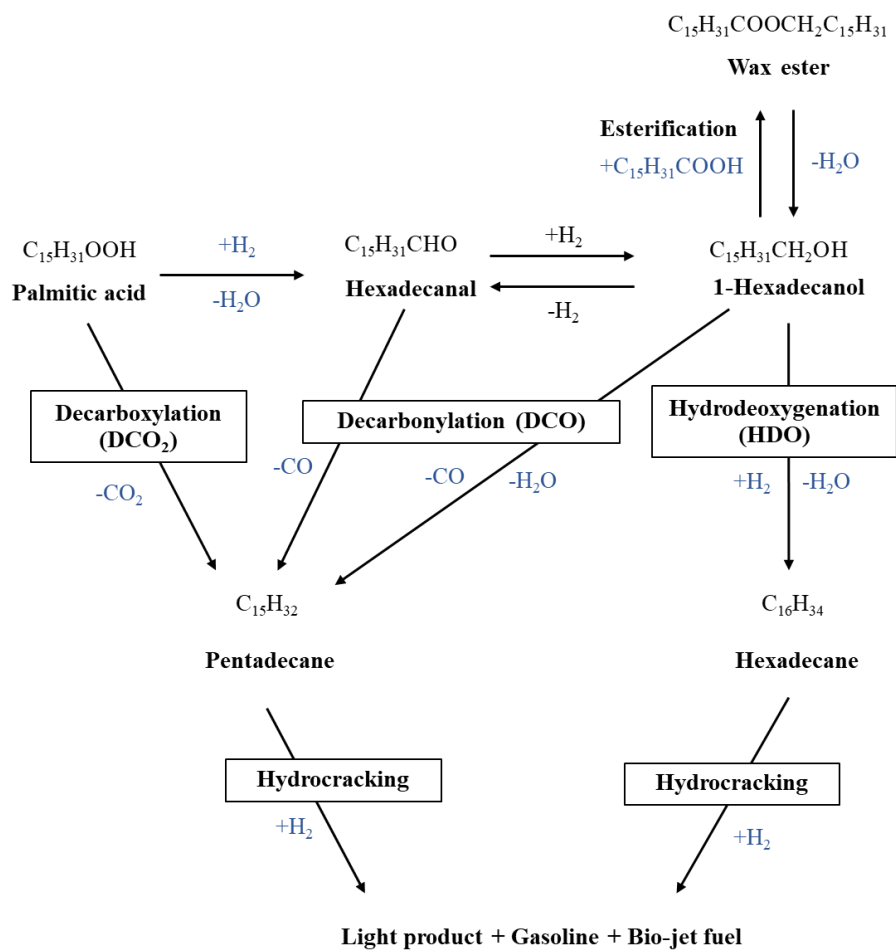 C₁₅H₃₁COOCH₂C₁₅H₃₁
Wax ester
Esterification
+C₁₅H₃₁COOH
-H₂O
C₁₅H₃₁OOH
Palmitic acid
+H₂
-H₂O
C₁₅H₃₁CHO
Hexadecanal
+H₂
-H₂
C₁₅H₃₁CH₂OH
1-Hexadecanol
Decarboxylation
(DCO₂)
-CO₂
Decarbonylation (DCO)
-CO
-CO
-H₂O
Hydrodeoxygenation
(HDO)
+H₂
-H₂O
C₁₅H₃₂
Pentadecane
C₁₆H₃₄
Hexadecane
Hydrocracking
+H₂
Hydrocracking
+H₂
Light product + Gasoline + Bio-jet fuel